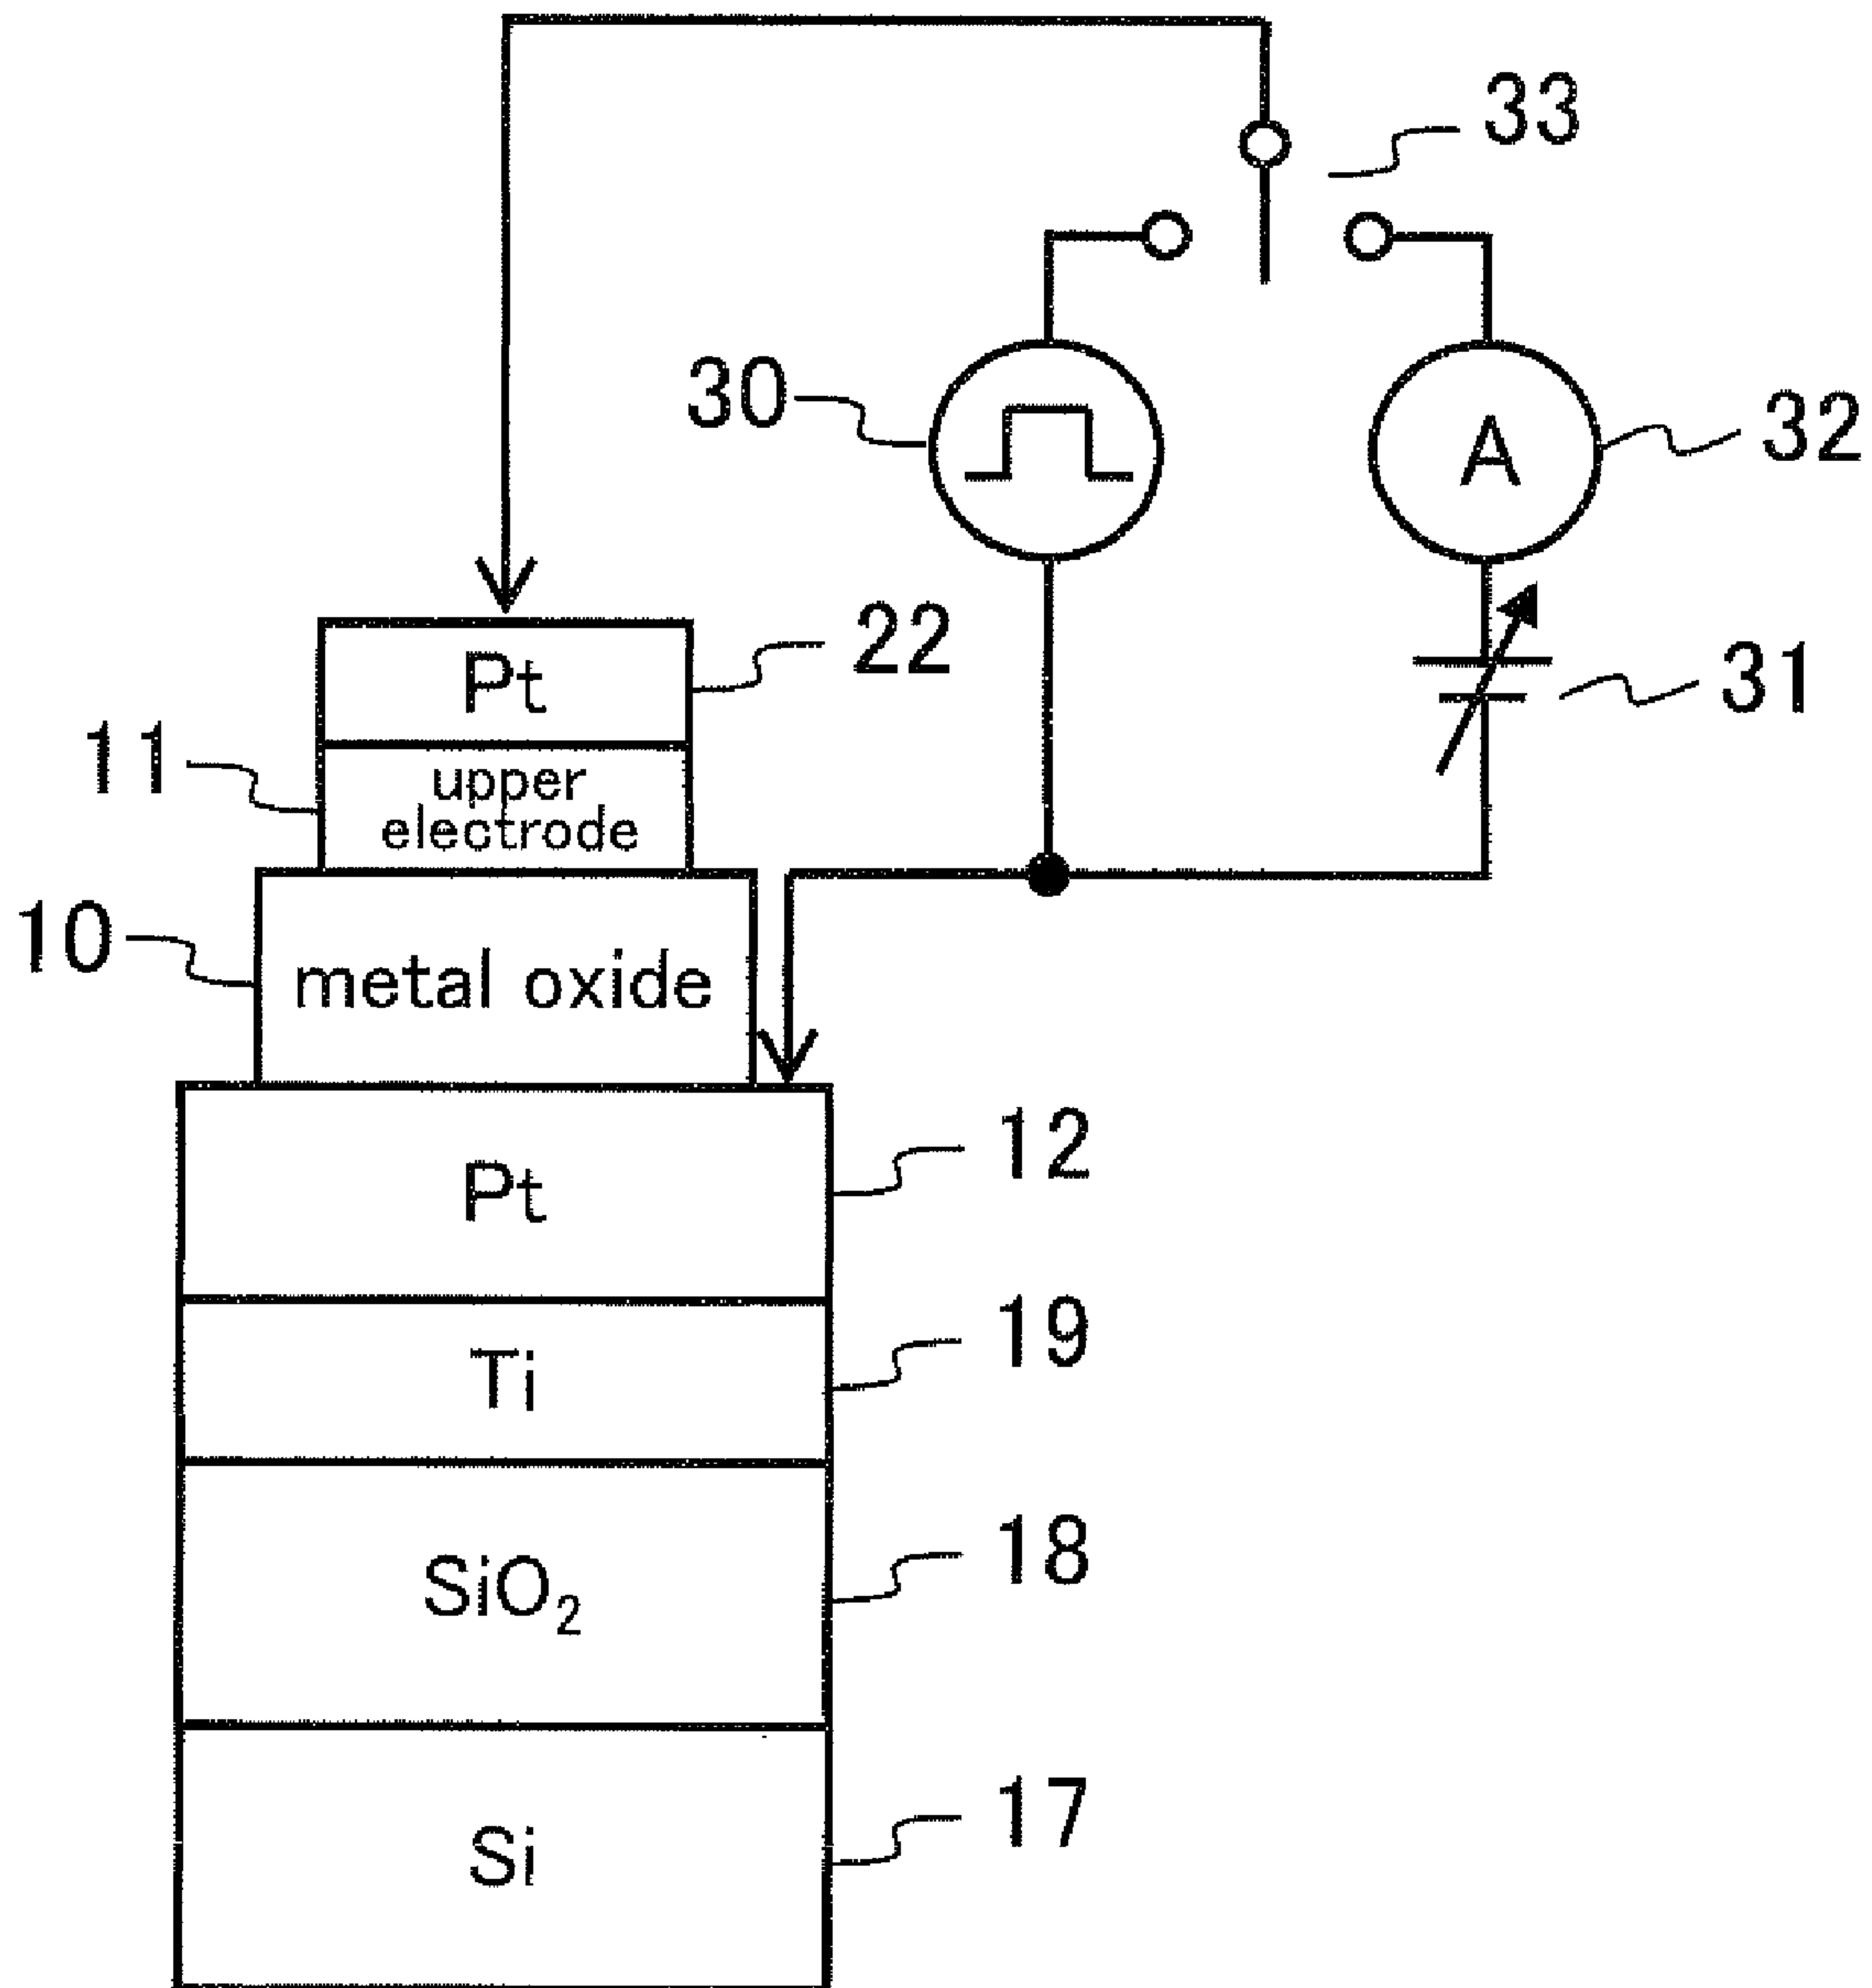 33
30
A
32
Pt
22
31
11
upper
electrode
10
metal oxide
Pt
12
Ti
19
SiO₂
18
Si
17